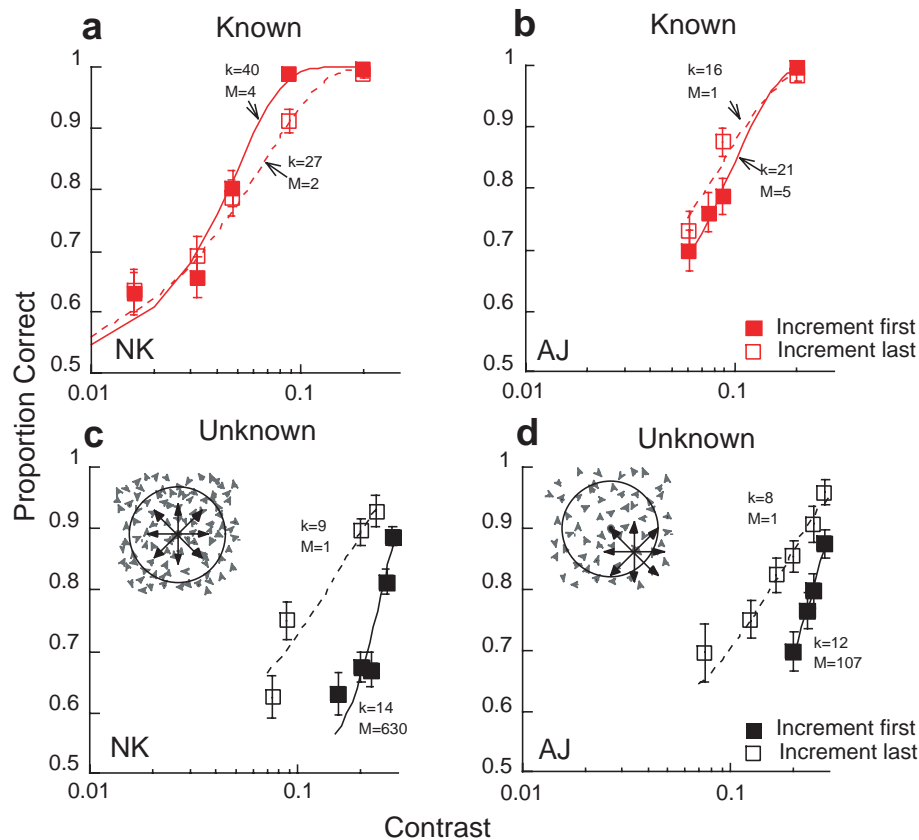 a
Known
b
Known
1
0.9
0.8
0.7
0.6
0.5
k=40
M=4
k=27
M=2
NK
0.01
0.1
1
0.9
0.8
0.7
0.6
0.5
k=16
M=1
k=21
M=5
Increment first
Increment last
AJ
0.01
0.1
Proportion Correct
c
Unknown
d
Unknown
1
0.9
0.8
0.7
0.6
0.5
k=9
M=1
k=14
M=630
NK
0.01
0.1
1
0.9
0.8
0.7
0.6
0.5
k=8
M=1
k=12
M=107
Increment first
Increment last
AJ
0.01
0.1
Contrast